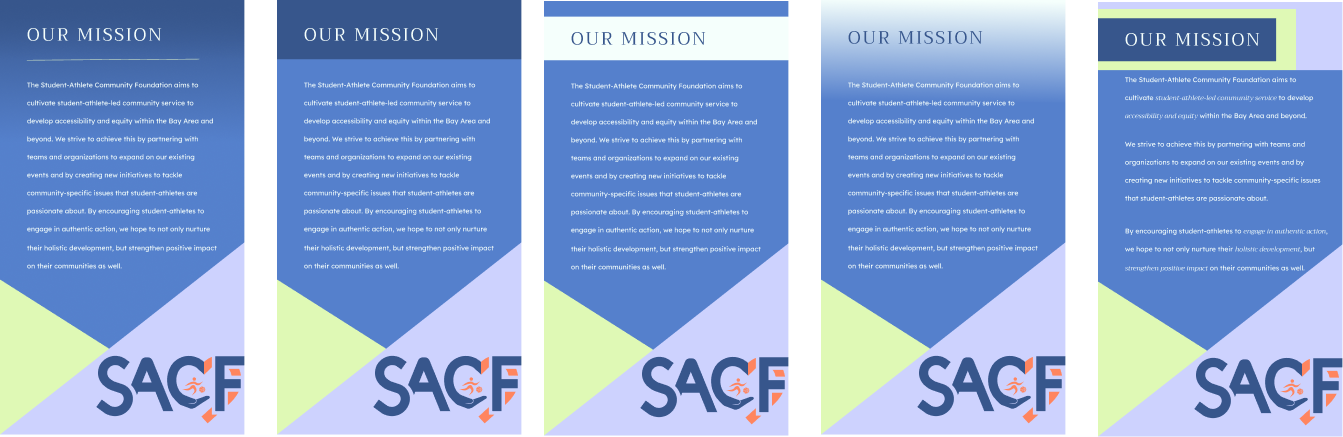 OUR MISSION
The Student-Athlete Community Foundation aims to
cultivate student-athlete-led community service to
develop accessibility and equity within the Bay Area and
beyond. We strive to achieve this by partnering with
teams and organizations to expand on our existing
events and by creating new initiatives to tackle
community-specific issues that student-athletes are
passionate about. By encouraging student-athletes to
engage in authentic action, we hope to not only nurture
their holistic development, but strengthen positive impact
on their communities as well.
SACF
OUR MISSION
The Student-Athlete Community Foundation aims to
cultivate student-athlete-led community service to
develop accessibility and equity within the Bay Area and
beyond. We strive to achieve this by partnering with
teams and organizations to expand on our existing
events and by creating new initiatives to tackle
community-specific issues that student-athletes are
passionate about. By encouraging student-athletes to
engage in authentic action, we hope to not only nurture
their holistic development, but strengthen positive impact
on their communities as well.
SACF
OUR MISSION
The Student-Athlete Community Foundation aims to
cultivate student-athlete-led community service to
develop accessibility and equity within the Bay Area and
beyond. We strive to achieve this by partnering with
teams and organizations to expand on our existing
events and by creating new initiatives to tackle
community-specific issues that student-athletes are
passionate about. By encouraging student-athletes to
engage in authentic action, we hope to not only nurture
their holistic development, but strengthen positive impact
on their communities as well.
SACF
OUR MISSION
The Student-Athlete Community Foundation aims to
cultivate student-athlete-led community service to
develop accessibility and equity within the Bay Area and
beyond. We strive to achieve this by partnering with
teams and organizations to expand on our existing
events and by creating new initiatives to tackle
community-specific issues that student-athletes are
passionate about. By encouraging student-athletes to
engage in authentic action, we hope to not only nurture
their holistic development, but strengthen positive impact
on their communities as well.
SACF
OUR MISSION
The Student-Athlete Community Foundation aims to
cultivate student-athlete-led community service to develop
accessibility and equity within the Bay Area and beyond.
We strive to achieve this by partnering with teams and
organizations to expand on our existing events and by
creating new initiatives to tackle community-specific issues
that student-athletes are passionate about.
By encouraging student-athletes to engage in authentic action,
we hope to not only nurture their holistic development, but
strengthen positive impact on their communities as well.
SACF